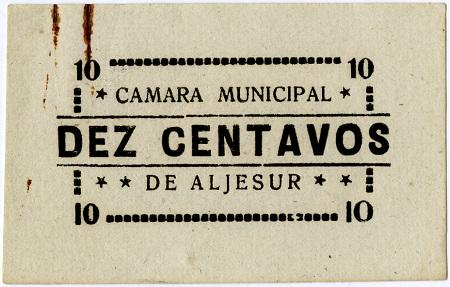 10 10
★ CAMARA MUNICIPAL ★
DEZ CENTAVOS
★ ★ DE ALJESUR ★ ★
10 10